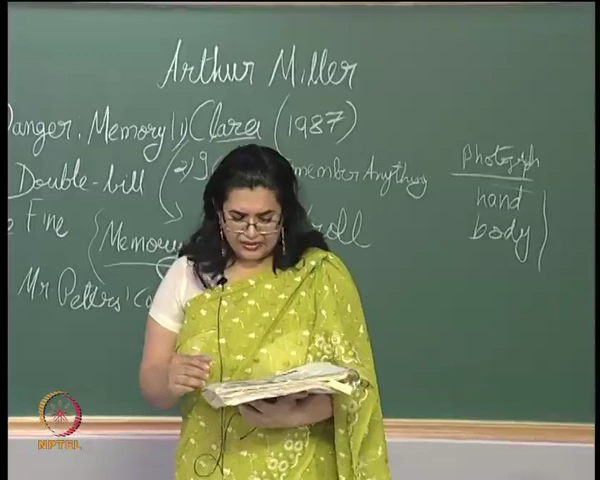 Arthur Miller
Danger: Memory! 1) Clara (1987)
Double-bill 2) I Remember Anything
Fine Memory
Mr Peters'
Photograph
hand
body
NPTEL